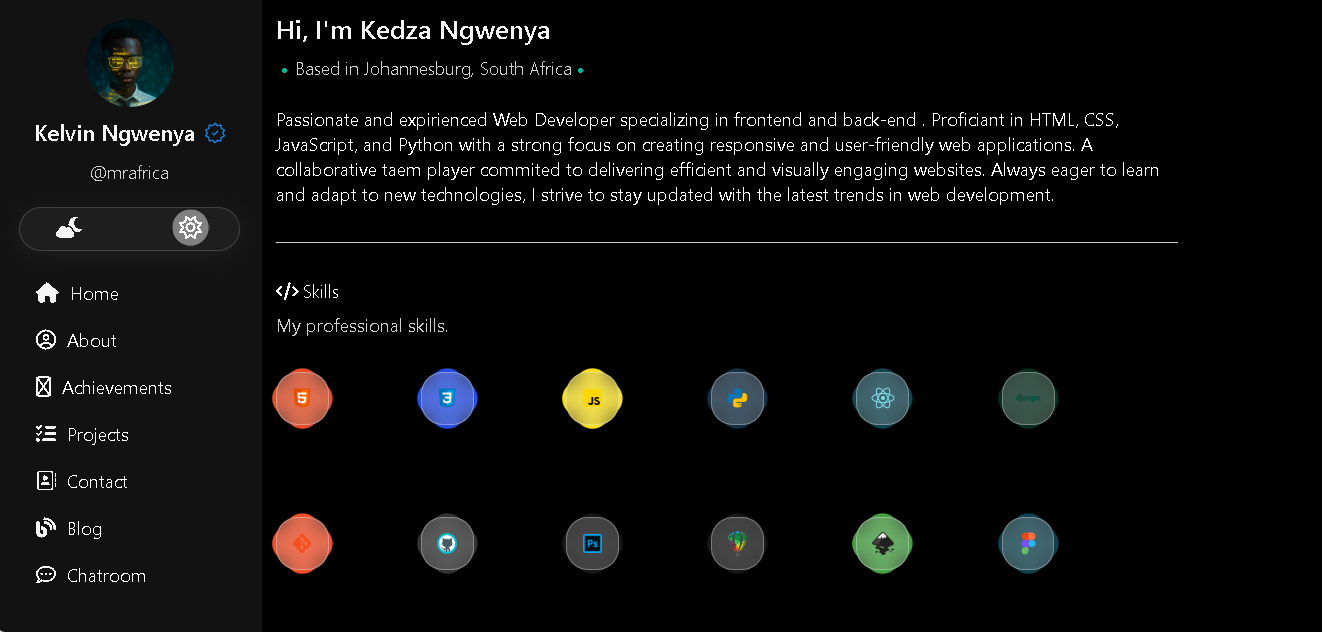 Kelvin Ngwenya
@mrafrica
Home
About
Achievements
Projects
Contact
Blog
Chatroom
Hi, I'm Kedza Ngwenya
• Based in Johannesburg, South Africa •
Passionate and expirienced Web Developer specializing in frontend and back-end . Proficiant in HTML, CSS,
JavaScript, and Python with a strong focus on creating responsive and user-friendly web applications. A
collaborative taem player commited to delivering efficient and visually engaging websites. Always eager to learn
and adapt to new technologies, I strive to stay updated with the latest trends in web development.
</> Skills
My professional skills.
5
3
JS
django
Ps